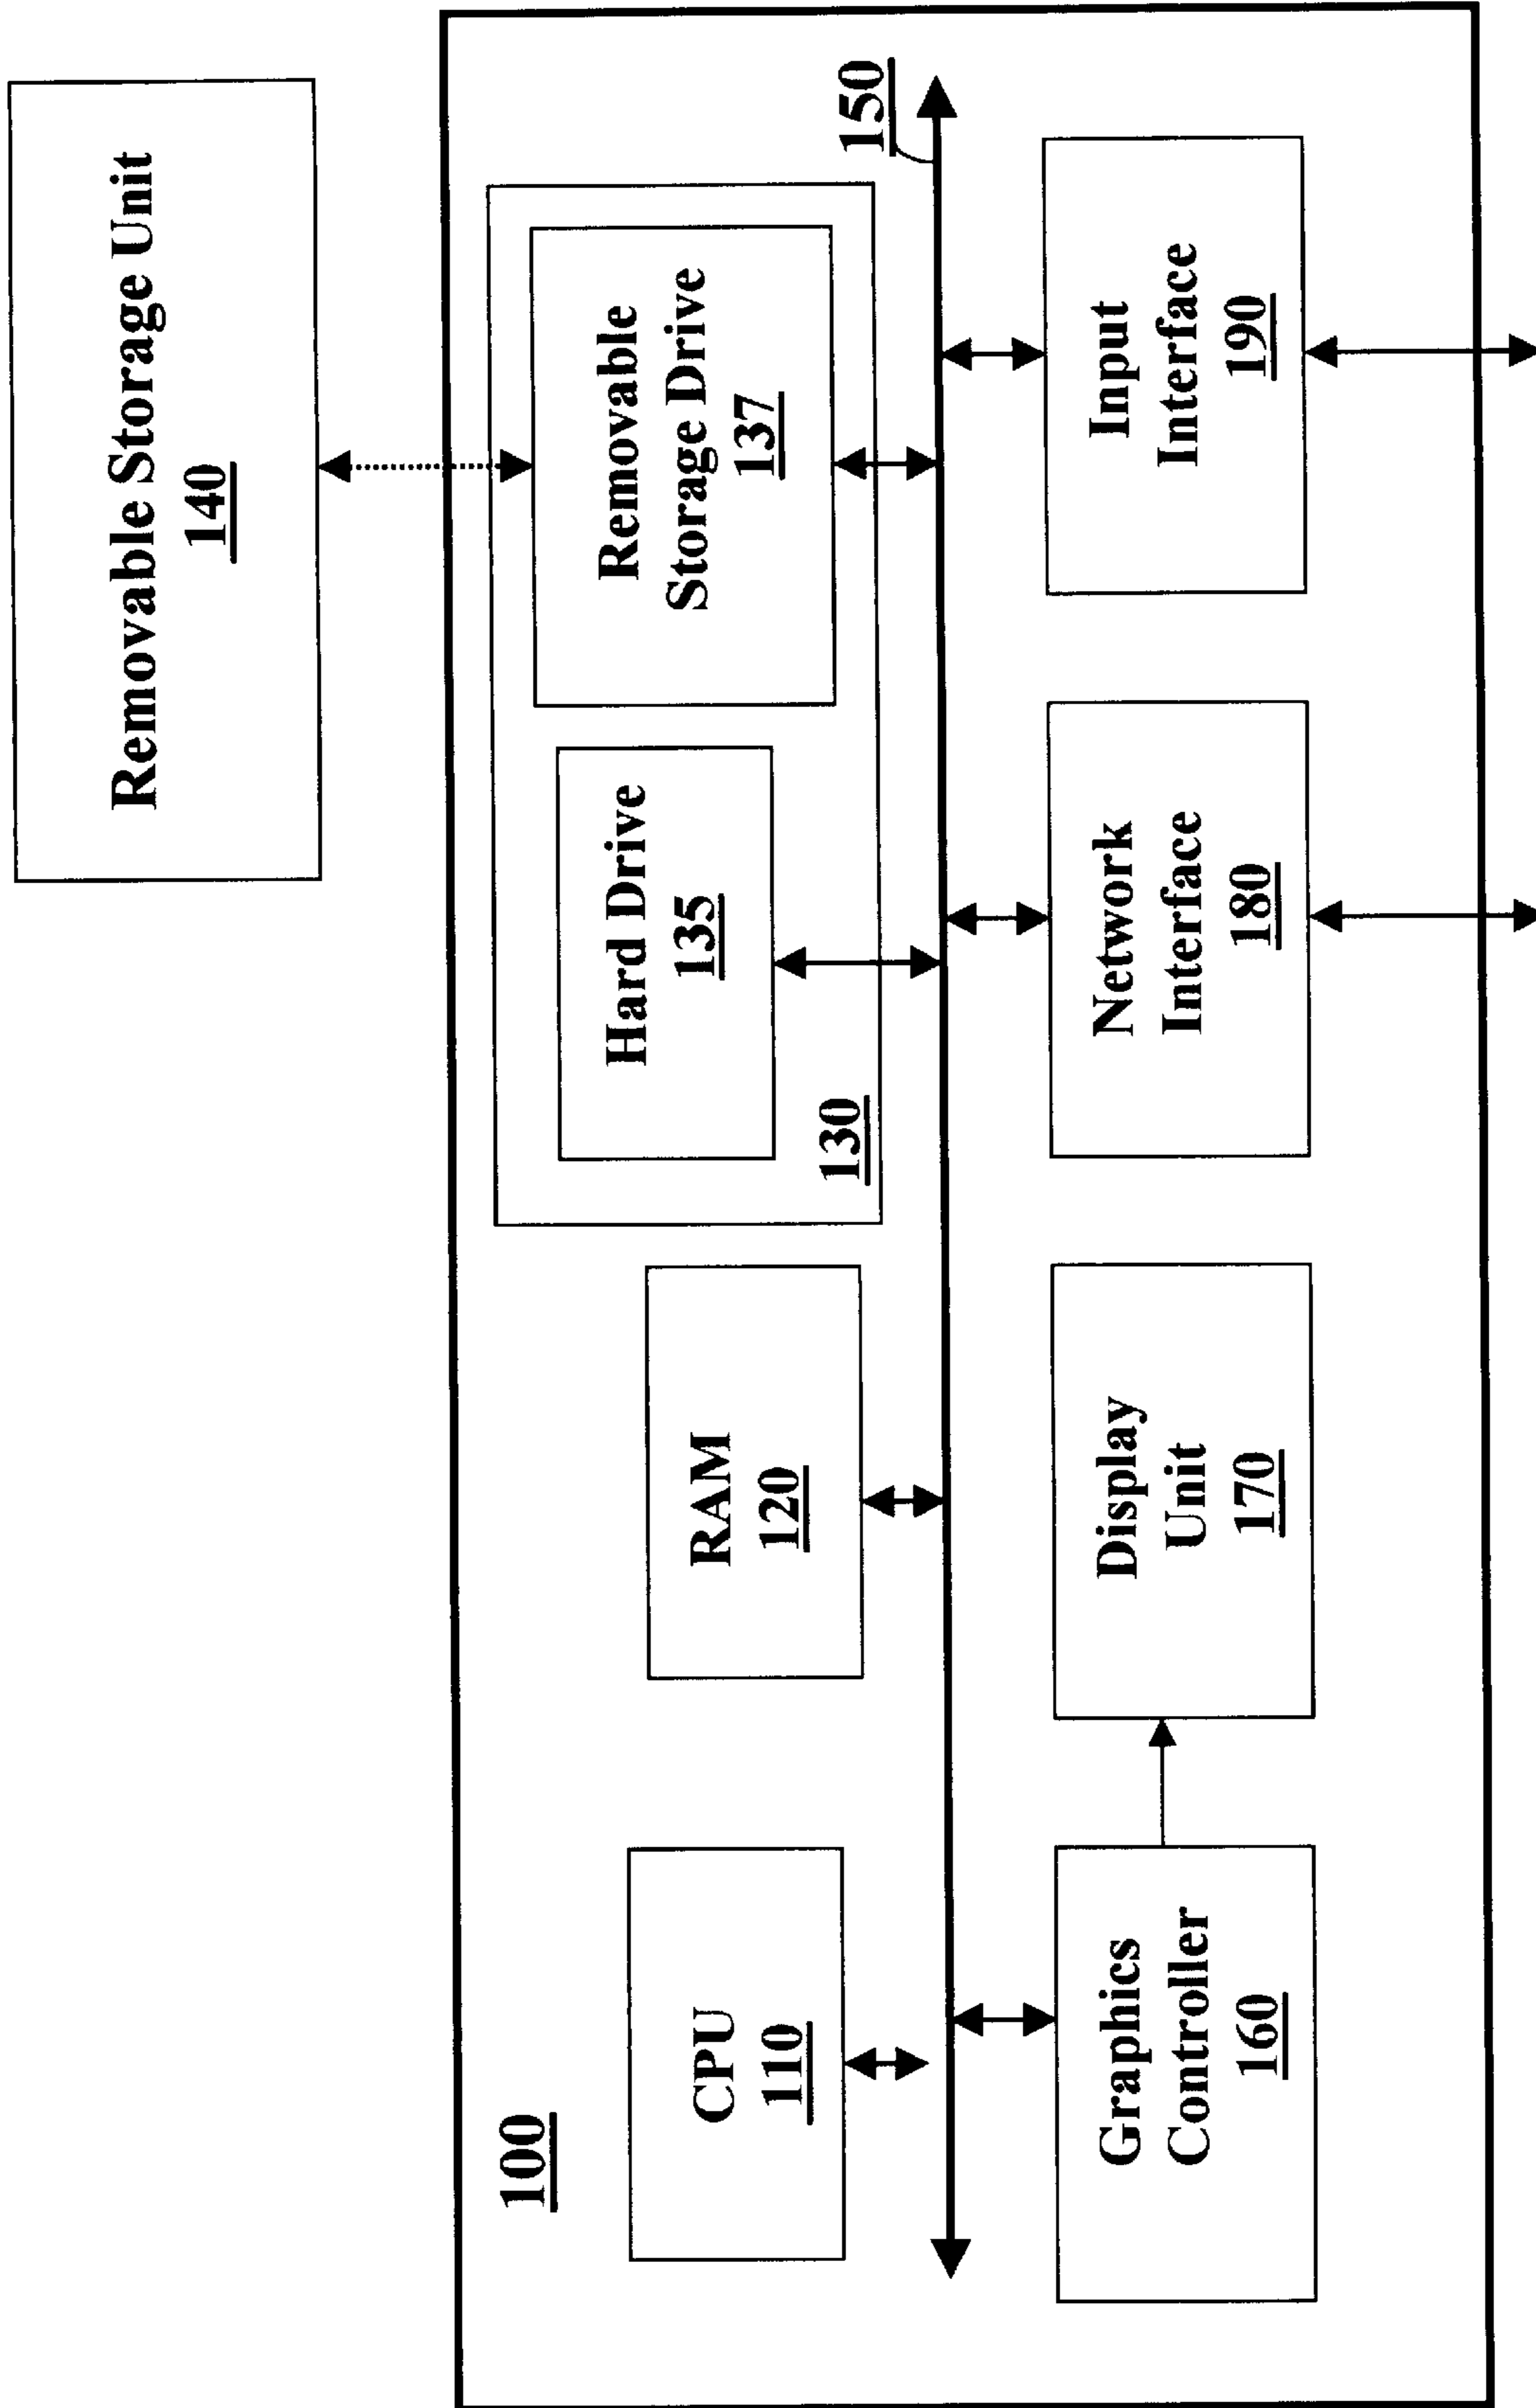 Removable Storage Unit
140
100
CPU
110
RAM
120
130
Hard Drive
135
Removable
Storage Drive
137
150
Graphics
Controller
160
Display
Unit
170
Network
Interface
180
Input
Interface
190